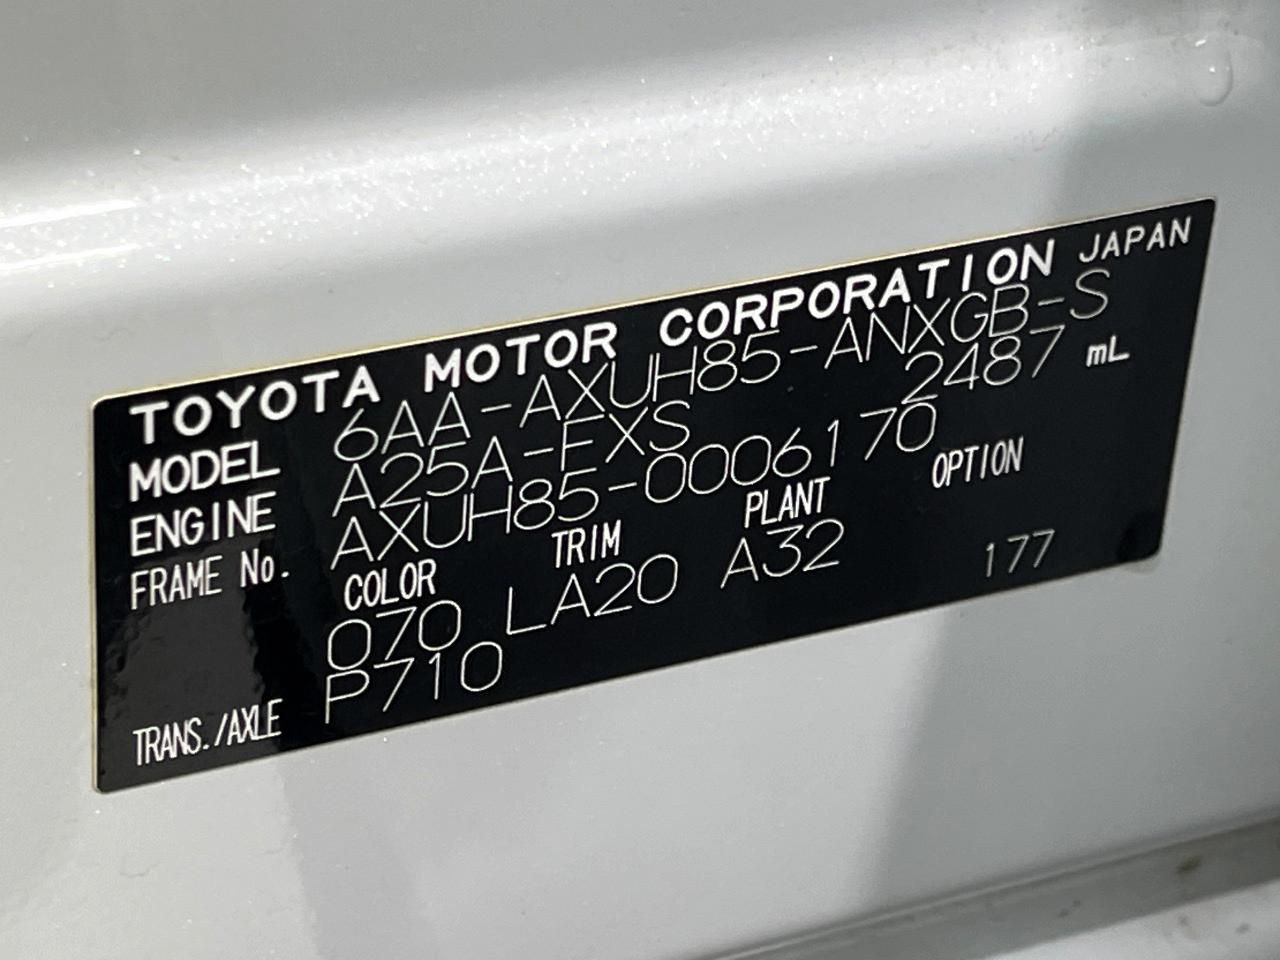 TOYOTA MOTOR CORPORATION JAPAN
MODEL 6AA-AXUH85-ANXGB-S
ENGINE A25A-FXS 2487 mL
FRAME No. AXUH85-0006170
COLOR TRIM PLANT OPTION
070 LA20 A32 177
TRANS./AXLE P710